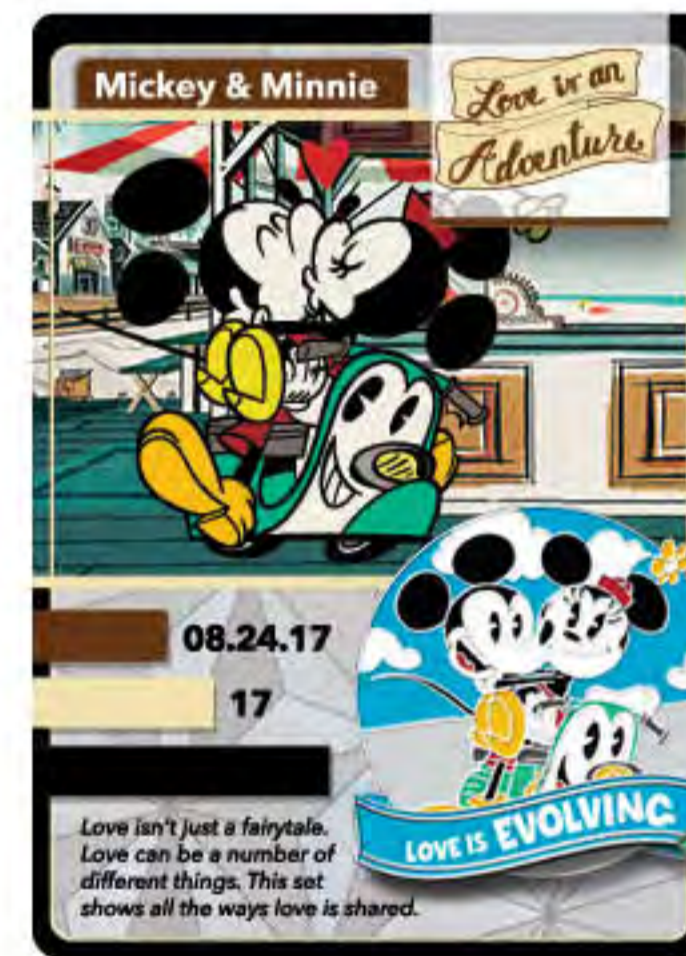 Mickey & Minnie
Love is an
Adventure
08.24.17
17
LOVE IS EVOLVING
Love isn't just a fairytale.
Love can be a number of
different things. This set
shows all the ways love is shared.